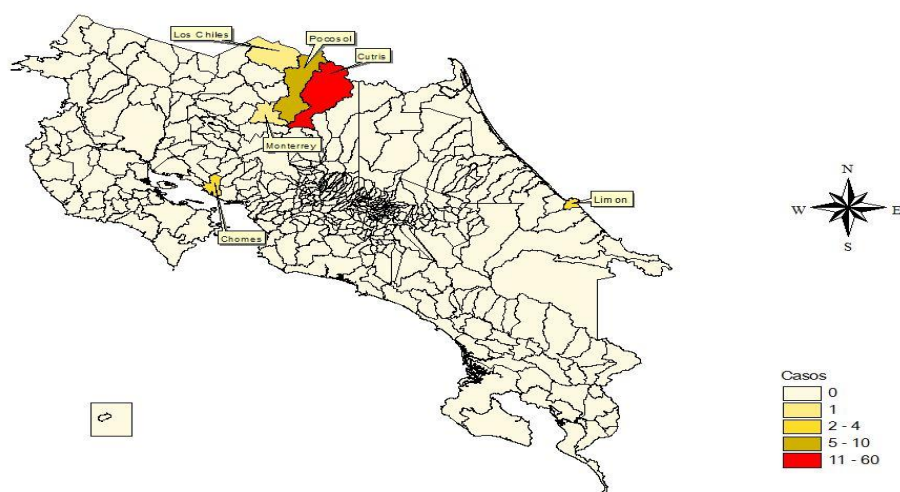 Los Chiles
Pocosol
Cutris
Monterrey
Limon
Chomes
N
W E
S
Casos
0
1
2 - 4
5 - 10
11 - 60